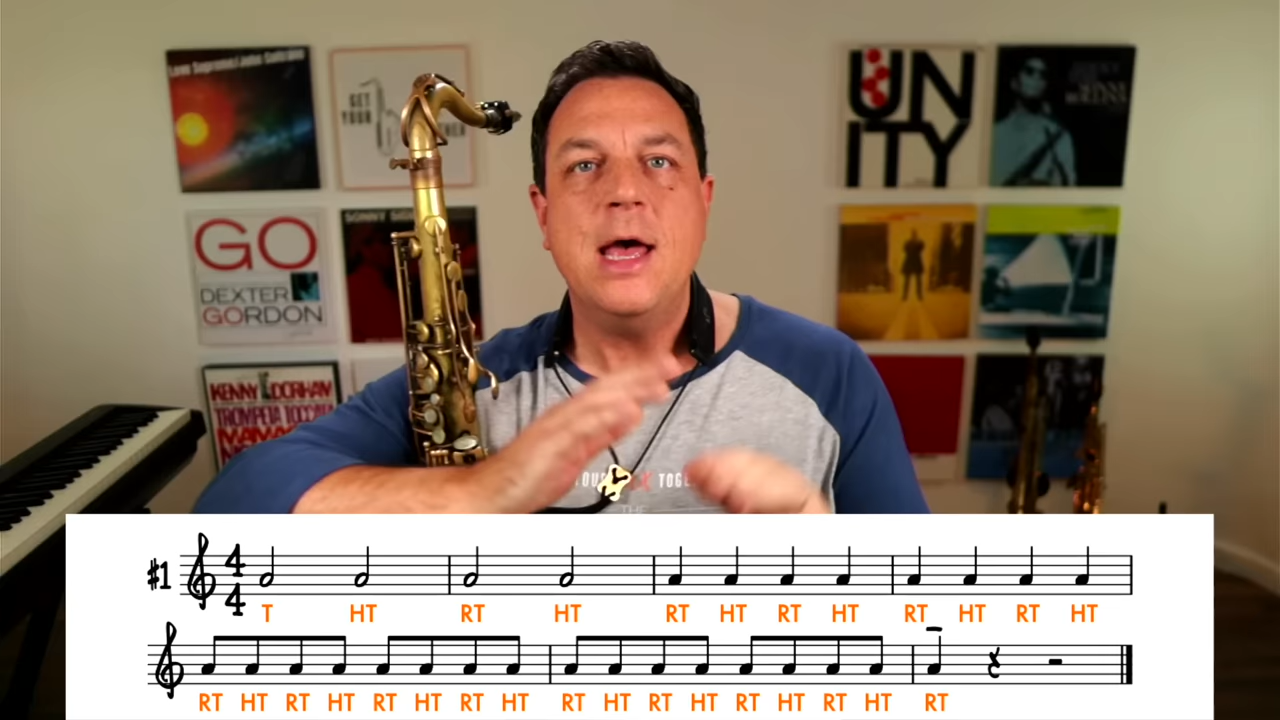 Love Supreme/John Coltrane
GET
YOUR
UN
ITY
GO
DEXTER
GORDON
KENNY DORHAM
TROMPETA TOCCATA
#1
4
4
T HT RT HT RT HT RT HT RT HT RT HT
RT HT RT HT RT HT RT HT RT HT RT HT RT HT RT HT RT